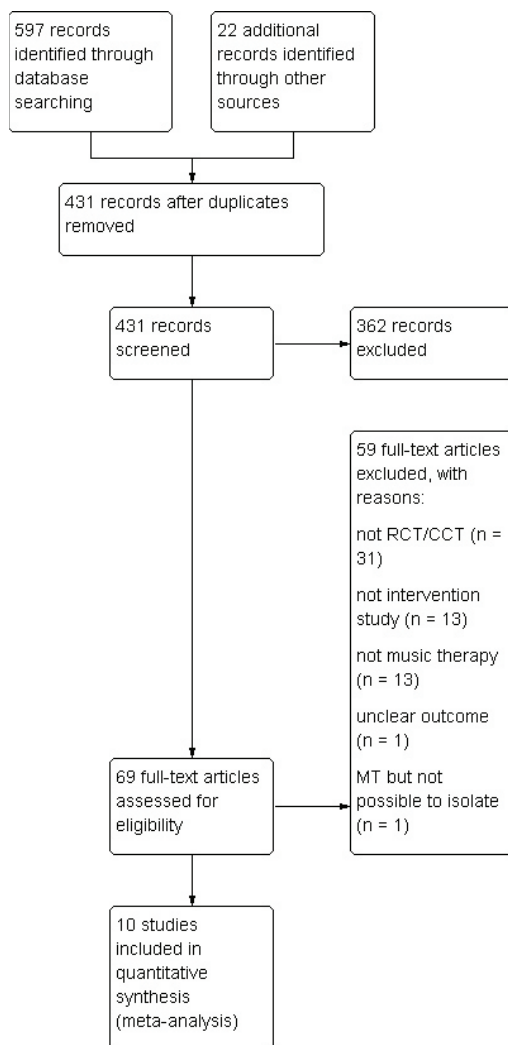 597 records
identified through
database
searching
22 additional
records identified
through other
sources
431 records after duplicates
removed
431 records
screened
362 records
excluded
59 full-text articles
excluded, with
reasons:
not RCT/CCT (n =
31)
not intervention
study (n = 13)
not music therapy
(n = 13)
unclear outcome
(n = 1)
MT but not
possible to isolate
(n = 1)
69 full-text articles
assessed for
eligibility
10 studies
included in
quantitative
synthesis
(meta-analysis)